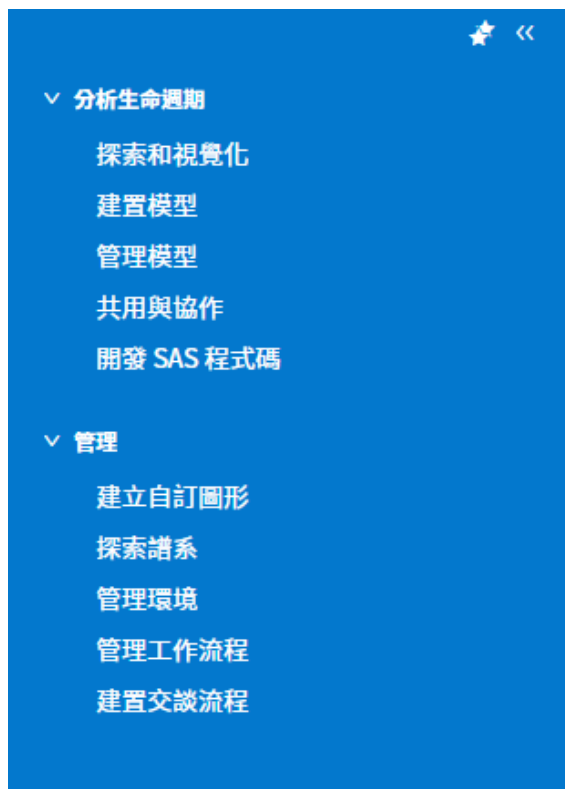 分析生命週期
探索和視覺化
建置模型
管理模型
共用與協作
開發 SAS 程式碼
管理
建立自訂圖形
探索譜系
管理環境
管理工作流程
建置交談流程